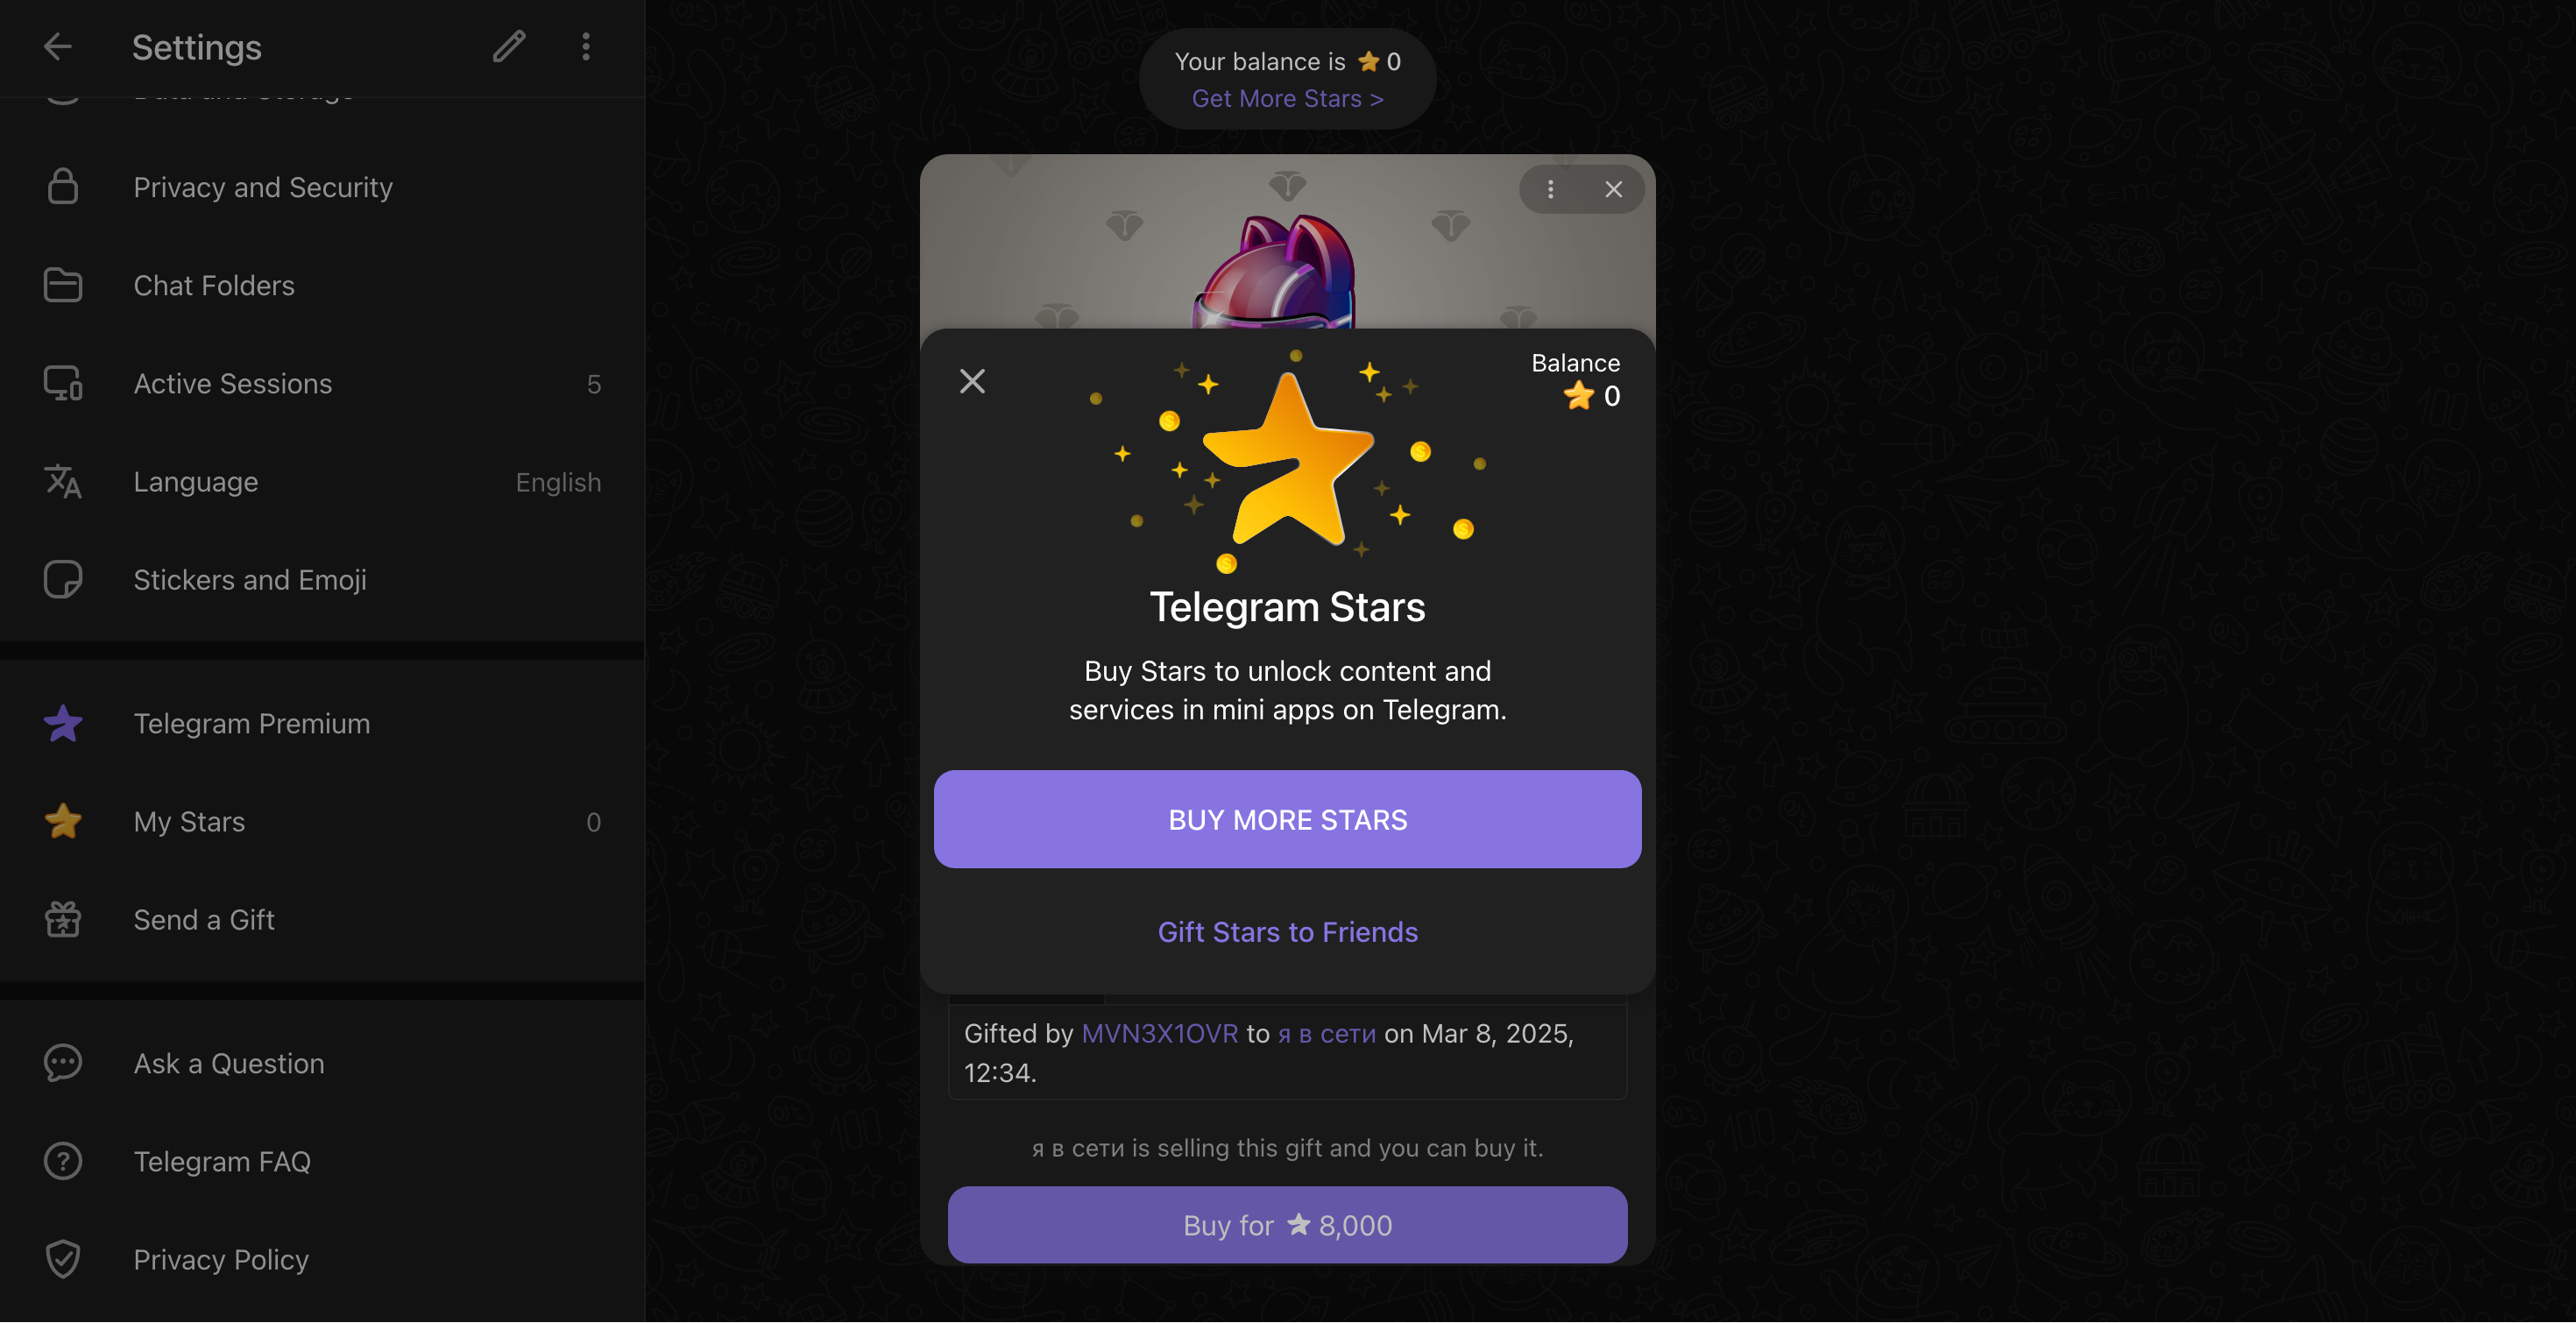 Settings
Data and Storage
Privacy and Security
Chat Folders
Active Sessions 5
Language English
Stickers and Emoji
Telegram Premium
My Stars 0
Send a Gift
Ask a Question
Telegram FAQ
Privacy Policy
Your balance is 0
Get More Stars >
Balance
0
Telegram Stars
Buy Stars to unlock content and
services in mini apps on Telegram.
BUY MORE STARS
Gift Stars to Friends
Gifted by MVN3X1OVR to я в сети on Mar 8, 2025,
12:34.
я в сети is selling this gift and you can buy it.
Buy for 8,000